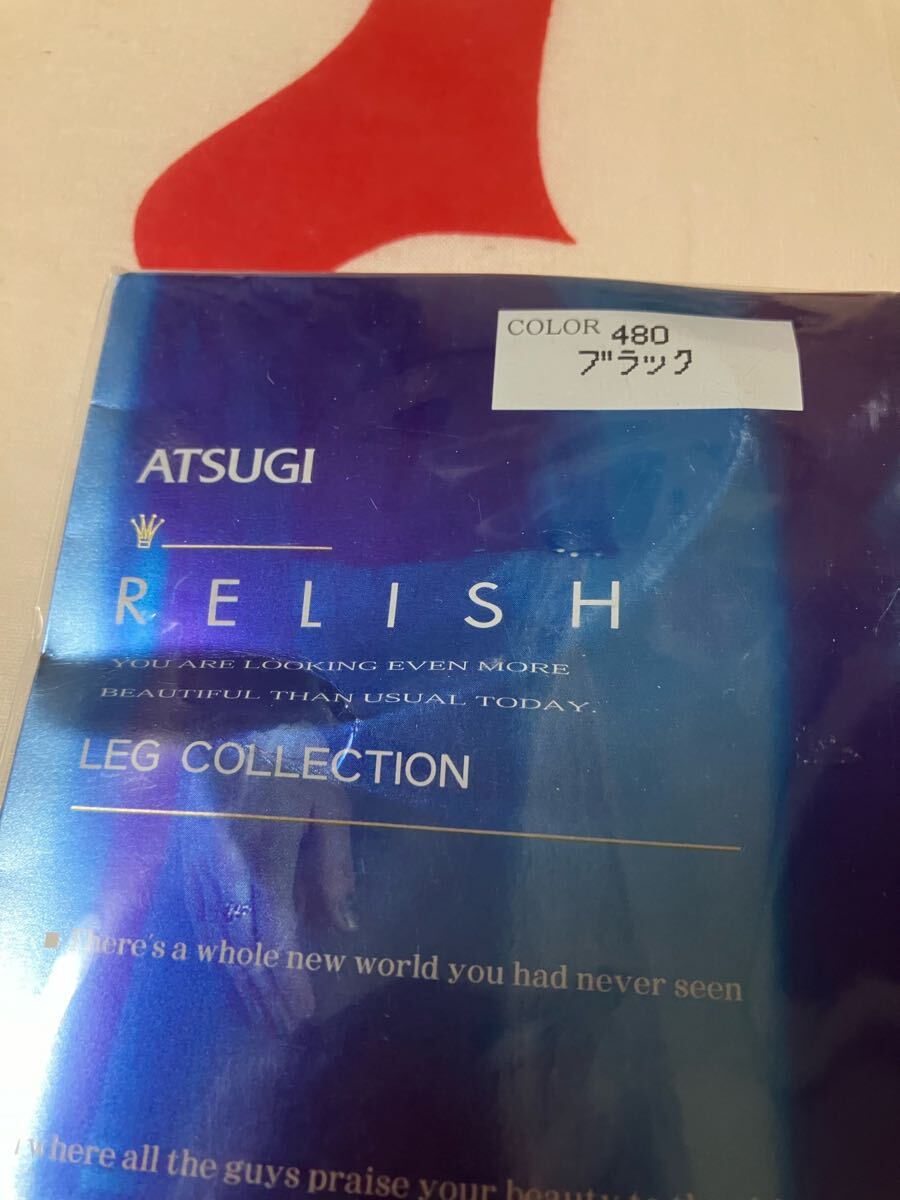 COLOR 480
ブラック
ATSUGI
RELISH
YOU ARE LOOKING EVEN MORE
BEAUTIFUL THAN USUAL TODAY.
LEG COLLECTION
There's a whole new world you had never seen
where all the guys praise your beauty